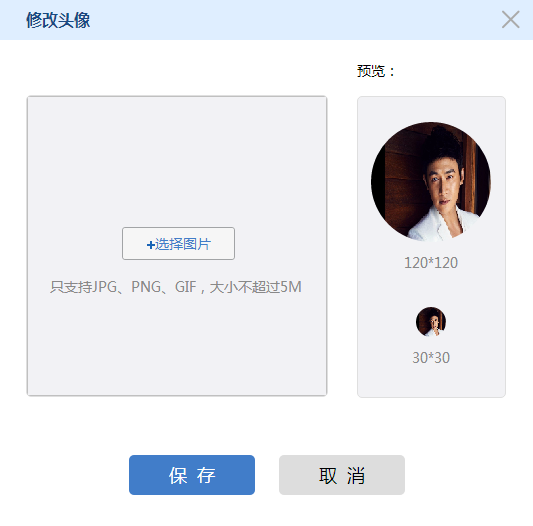 修改头像
预览：
+选择图片
只支持JPG、PNG、GIF，大小不超过5M
120*120
30*30
保 存
取 消